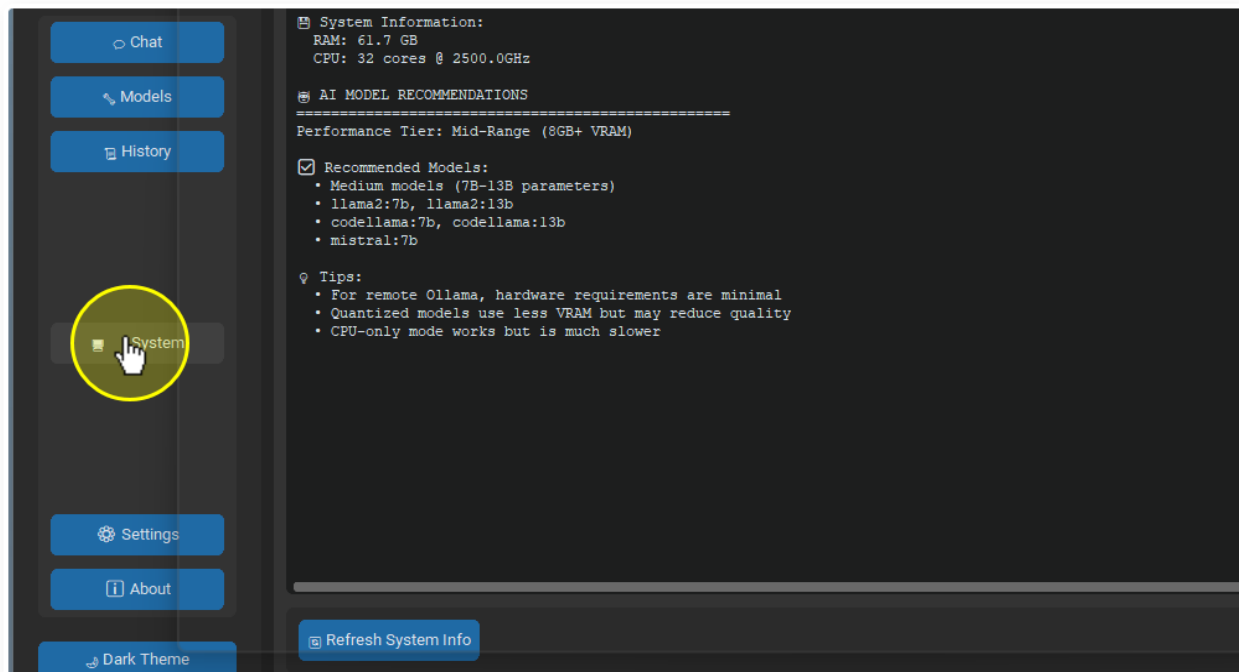 Chat
Models
History
System
Settings
About
Dark Theme
System Information:
RAM: 61.7 GB
CPU: 32 cores @ 2500.0GHz
AI MODEL RECOMMENDATIONS
==================================================
Performance Tier: Mid-Range (8GB+ VRAM)
Recommended Models:
• Medium models (7B-13B parameters)
• llama2:7b, llama2:13b
• codellama:7b, codellama:13b
• mistral:7b
Tips:
• For remote Ollama, hardware requirements are minimal
• Quantized models use less VRAM but may reduce quality
• CPU-only mode works but is much slower
Refresh System Info